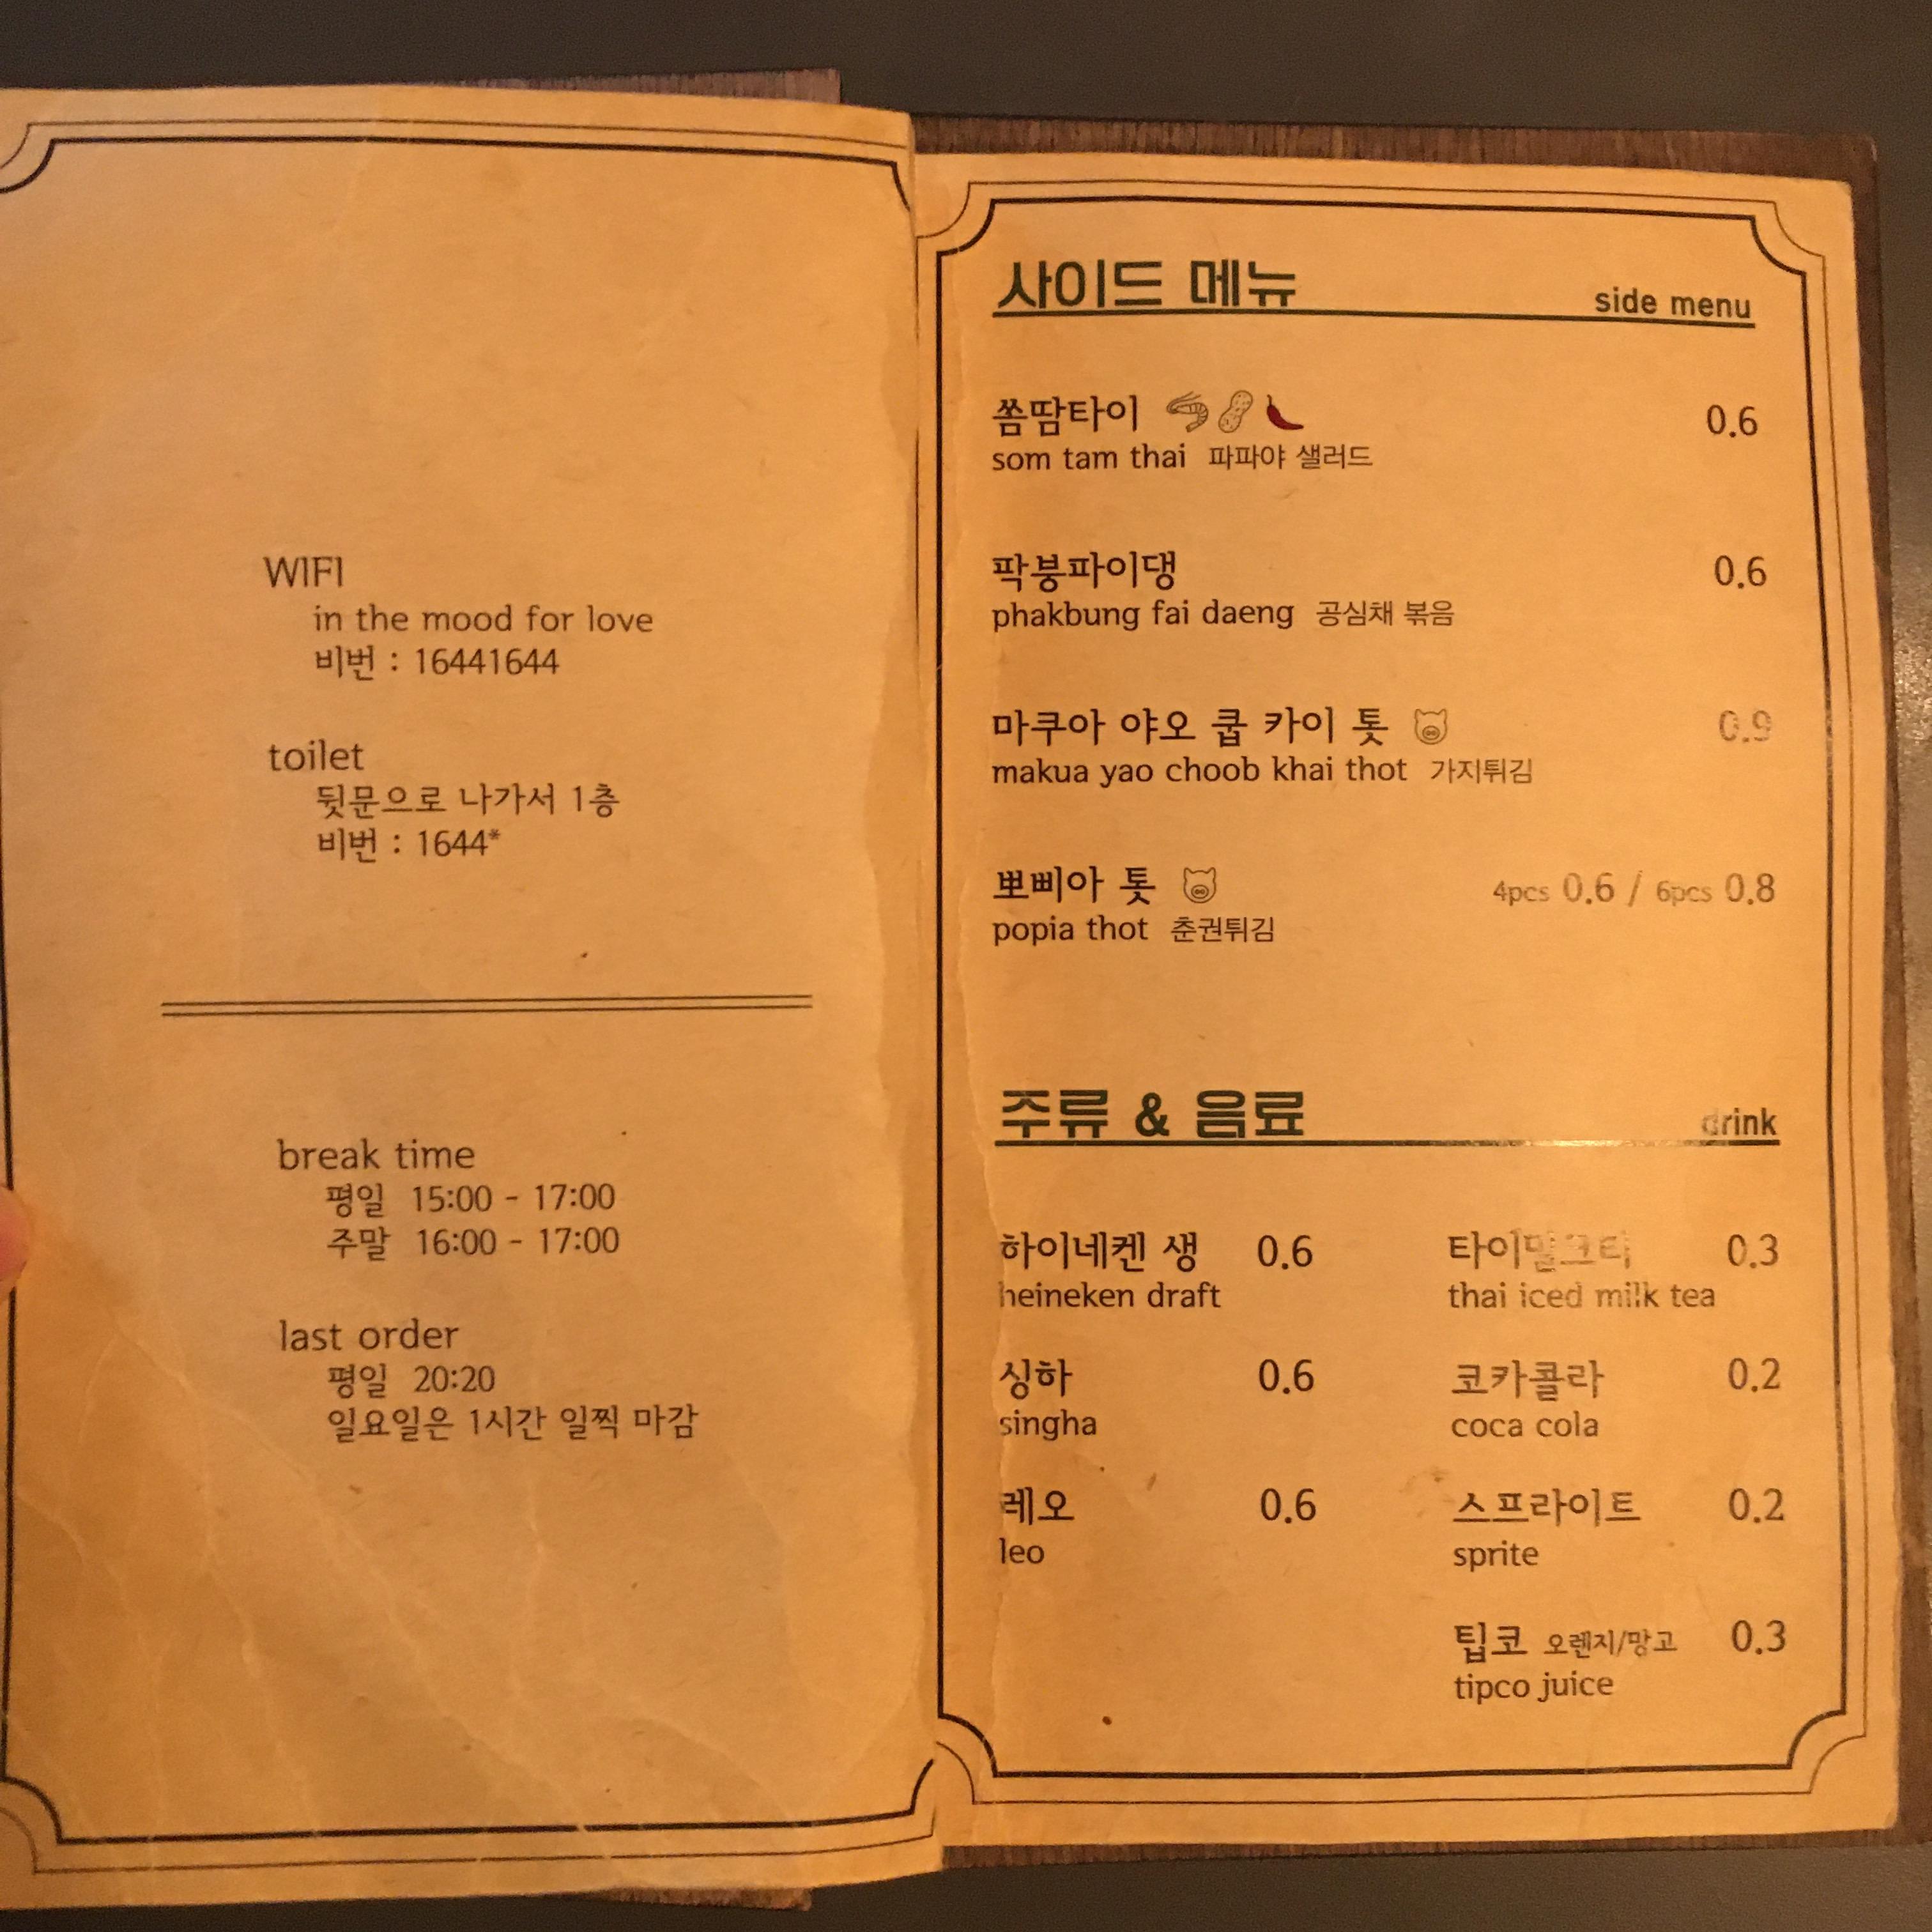 WIFI
in the mood for love
비번 : 16441644
toilet
뒷문으로 나가서 1층
비번 : 1644*
break time
평일 15:00 - 17:00
주말 16:00 - 17:00
last order
평일 20:20
일요일은 1시간 일찍 마감
사이드 메뉴 side menu
쏨땀타이 0.6
som tam thai 파파야 샐러드
팍붕파이댕 0.6
phakbung fai daeng 공심채 볶음
마쿠아 야오 쿱 카이 톳 0.9
makua yao choob khai thot 가지튀김
뽀삐아 톳 4pcs 0.6 / 6pcs 0.8
popia thot 춘권튀김
주류 & 음료 drink
하이네켄 생 0.6
heineken draft
싱하 0.6
singha
레오 0.6
leo
타이밀크티 0.3
thai iced milk tea
코카콜라 0.2
coca cola
스프라이트 0.2
sprite
팁코 오렌지/망고 0.3
tipco juice